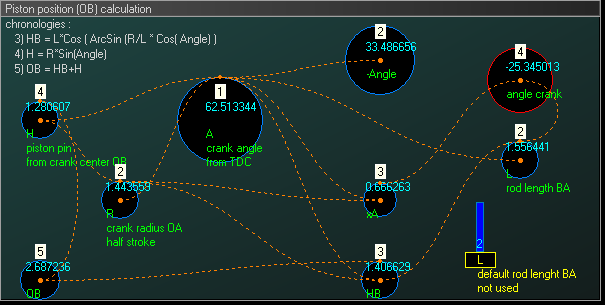 Piston position (OB) calculation
chronologies :
3) HB = L*Cos ( ArcSin (R/L * Cos( Angle) )
4) H = R*Sin(Angle)
5) OB = HB+H
2
33.486656
-Angle
4
-25.345013
angle crank
1
62.513344
A
crank angle
from TDC
4
1.280607
H
piston pin
from crank center OB
2
1.556441
L
rod length BA
2
1.443553
R
crank radius OA
half stroke
3
0.666263
xA
5
2.687236
OB
3
1.406629
HB
2
L
default rod lenght BA
not used